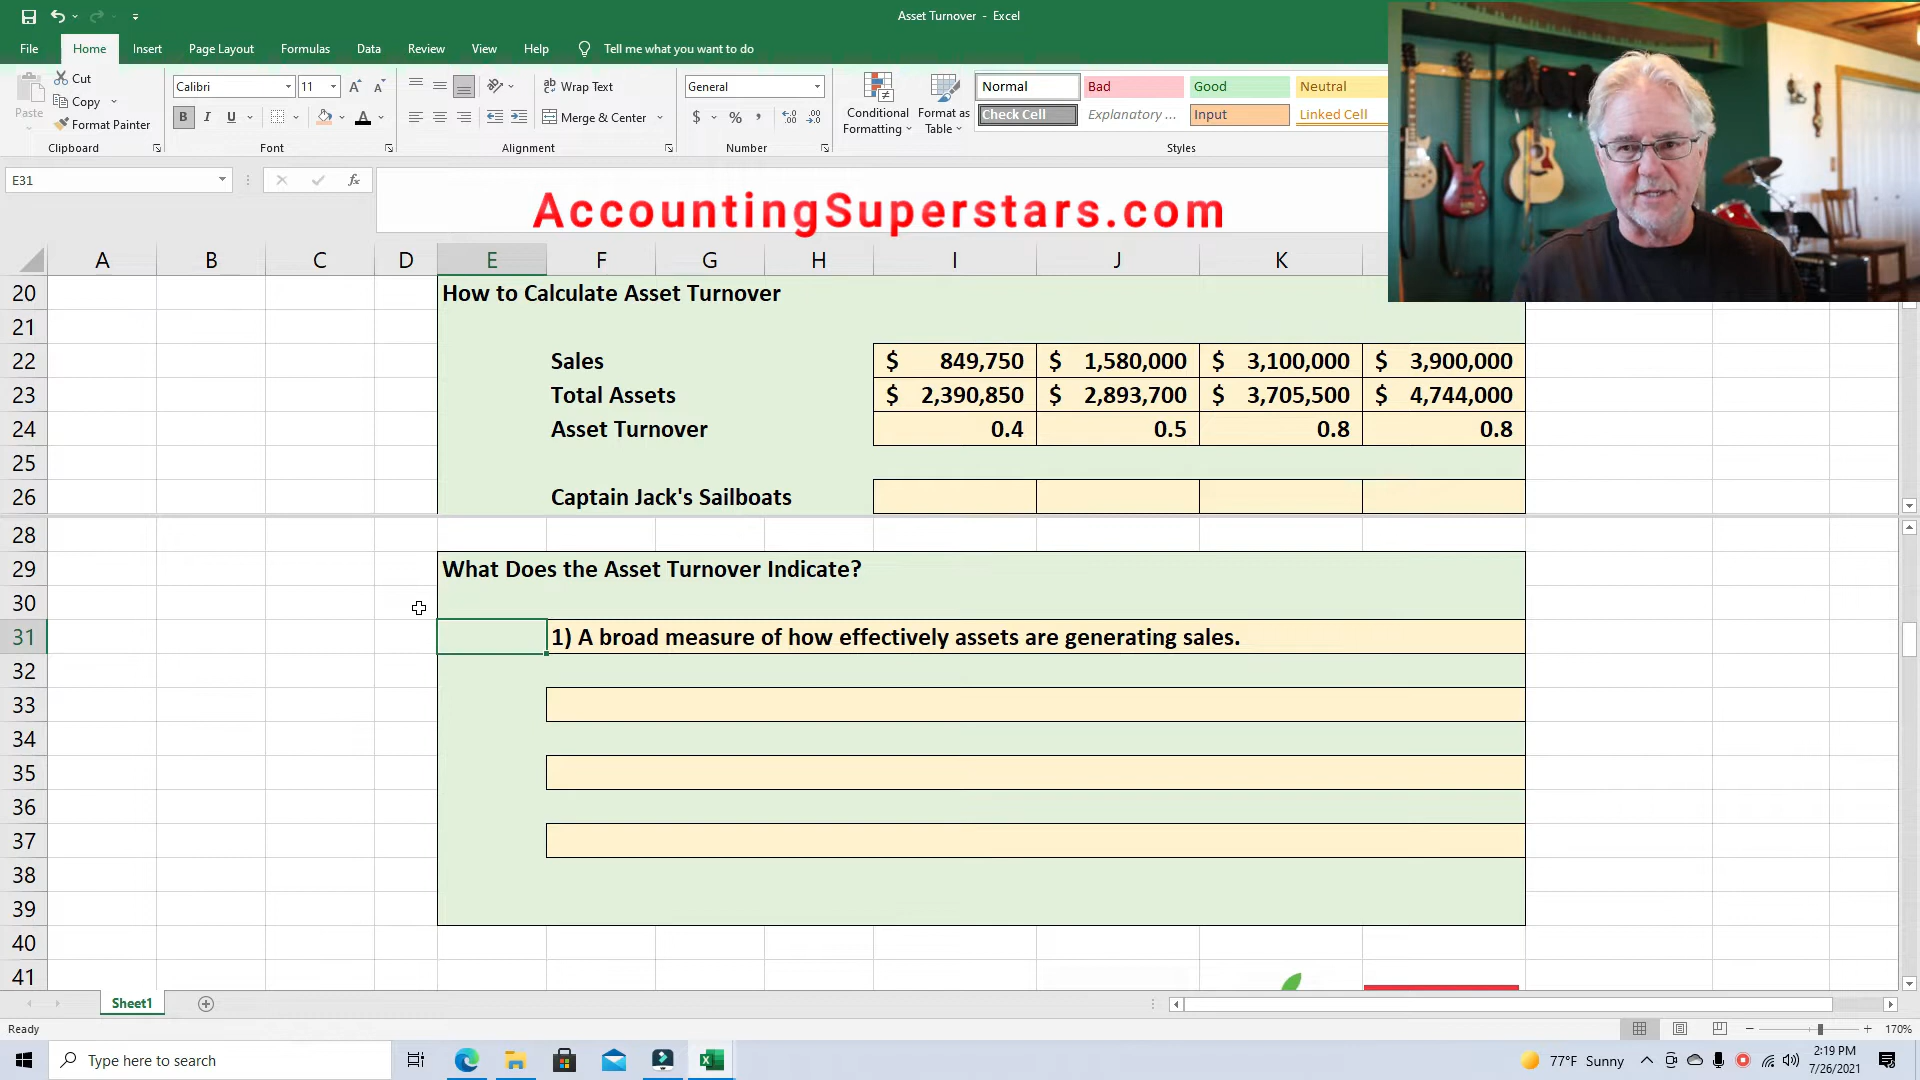 Asset Turnover - Excel
File Home Insert Page Layout Formulas Data Review View Help Tell me what you want to do
Paste
Cut
Copy
Format Painter
Clipboard
Calibri 11
B I U
Font
Wrap Text
Merge & Center
Alignment
General
$ % ,
Number
Conditional Formatting
Format as Table
Normal Bad Good Neutral
Check Cell Explanatory ... Input Linked Cell
Styles
E31
fx
AccountingSuperstars.com
A B C D E F G H I J K
20 How to Calculate Asset Turnover
21
22 Sales $ 849,750 $ 1,580,000 $ 3,100,000 $ 3,900,000
23 Total Assets $ 2,390,850 $ 2,893,700 $ 3,705,500 $ 4,744,000
24 Asset Turnover 0.4 0.5 0.8 0.8
25
26 Captain Jack's Sailboats
28
29 What Does the Asset Turnover Indicate?
30
31 1) A broad measure of how effectively assets are generating sales.
32
33
34
35
36
37
38
39
40
41
Sheet1
Ready
170%
Type here to search
77°F Sunny
2:19 PM
7/26/2021